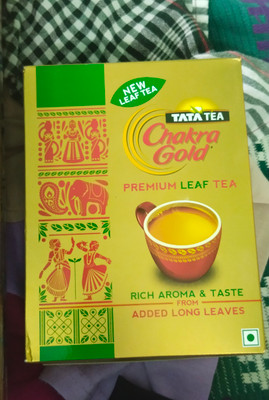 NEW
LEAF TEA
TATA TEA
Chakra
Gold
PREMIUM LEAF TEA
RICH AROMA & TASTE
FROM
ADDED LONG LEAVES